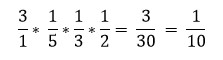 3/1 * 1/5 * 1/3 * 1/2 = 3/30 = 1/10